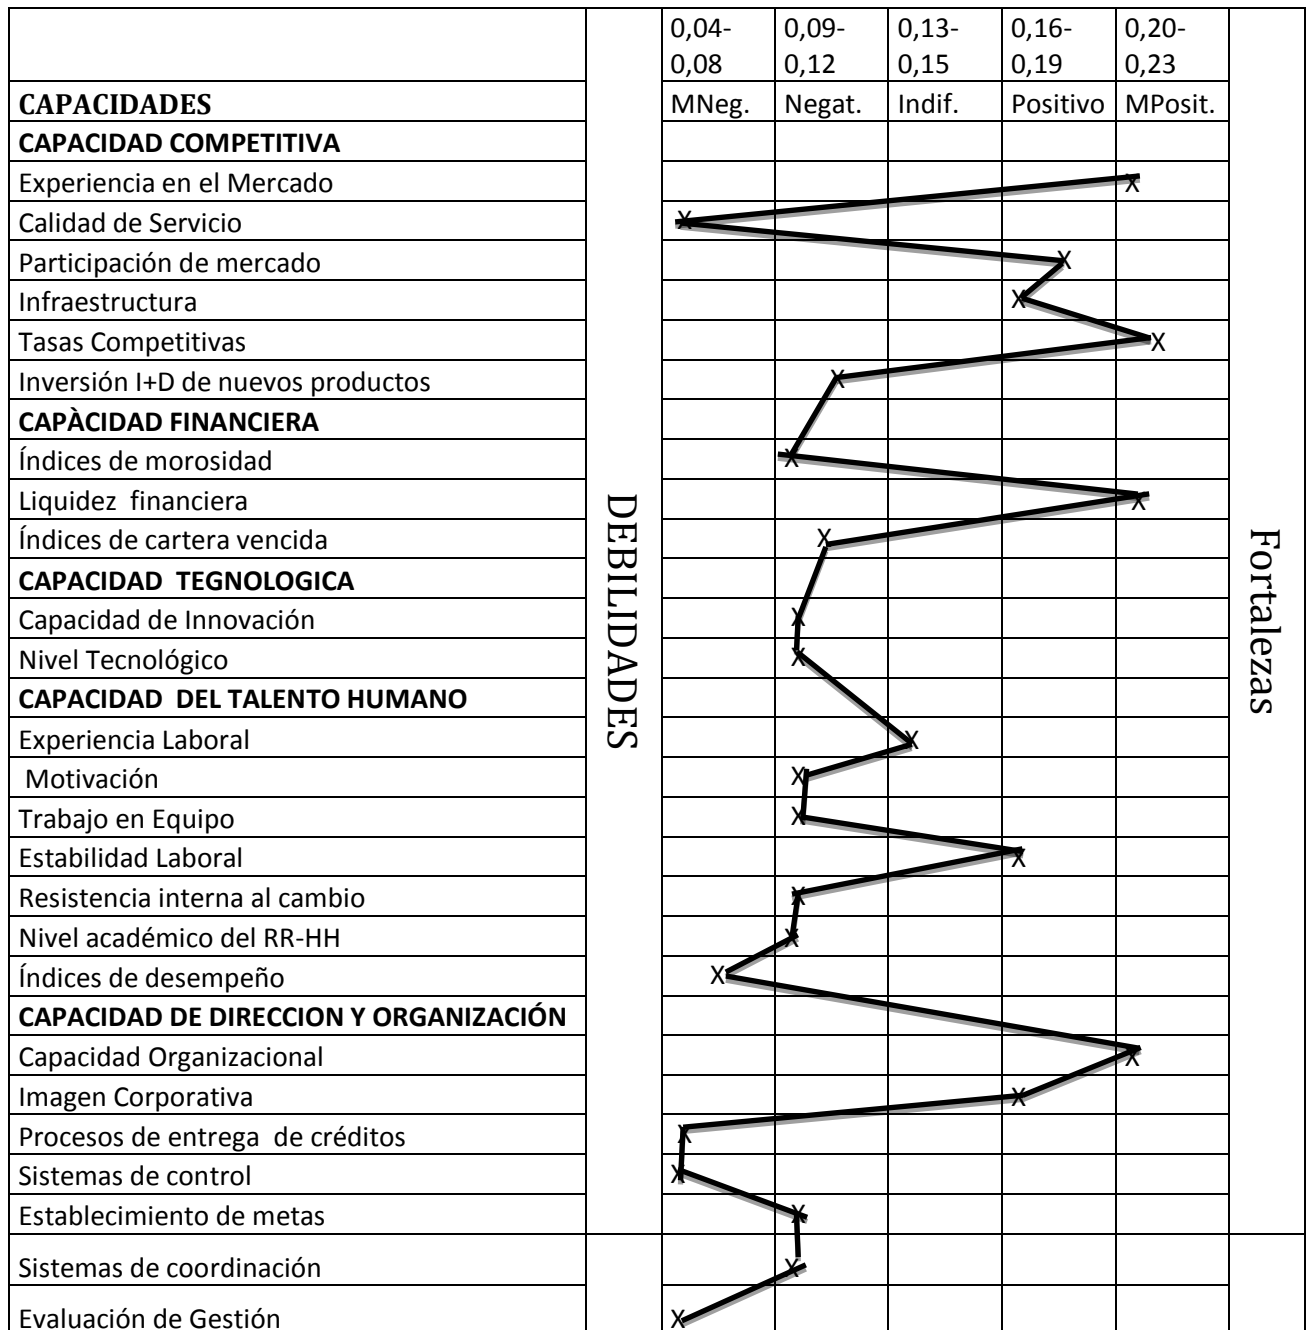 0,04- 0,09- 0,13- 0,16- 0,20-
0,08 0,12 0,15 0,19 0,23
CAPACIDADES MNeg. Negat. Indif. Positivo MPosit.
CAPACIDAD COMPETITIVA
Experiencia en el Mercado X
Calidad de Servicio X
Participación de mercado X
Infraestructura X
Tasas Competitivas X
Inversión I+D de nuevos productos X
CAPÀCIDAD FINANCIERA
Índices de morosidad X
Liquidez financiera X
Índices de cartera vencida X
CAPACIDAD TEGNOLOGICA
Capacidad de Innovación X
Nivel Tecnológico X
CAPACIDAD DEL TALENTO HUMANO
Experiencia Laboral X
Motivación X
Trabajo en Equipo X
Estabilidad Laboral X
Resistencia interna al cambio X
Nivel académico del RR-HH X
Índices de desempeño X
CAPACIDAD DE DIRECCION Y ORGANIZACIÓN
Capacidad Organizacional X
Imagen Corporativa X
Procesos de entrega de créditos X
Sistemas de control X
Establecimiento de metas X
Sistemas de coordinación X
Evaluación de Gestión X
DEBILIDADES
Fortalezas